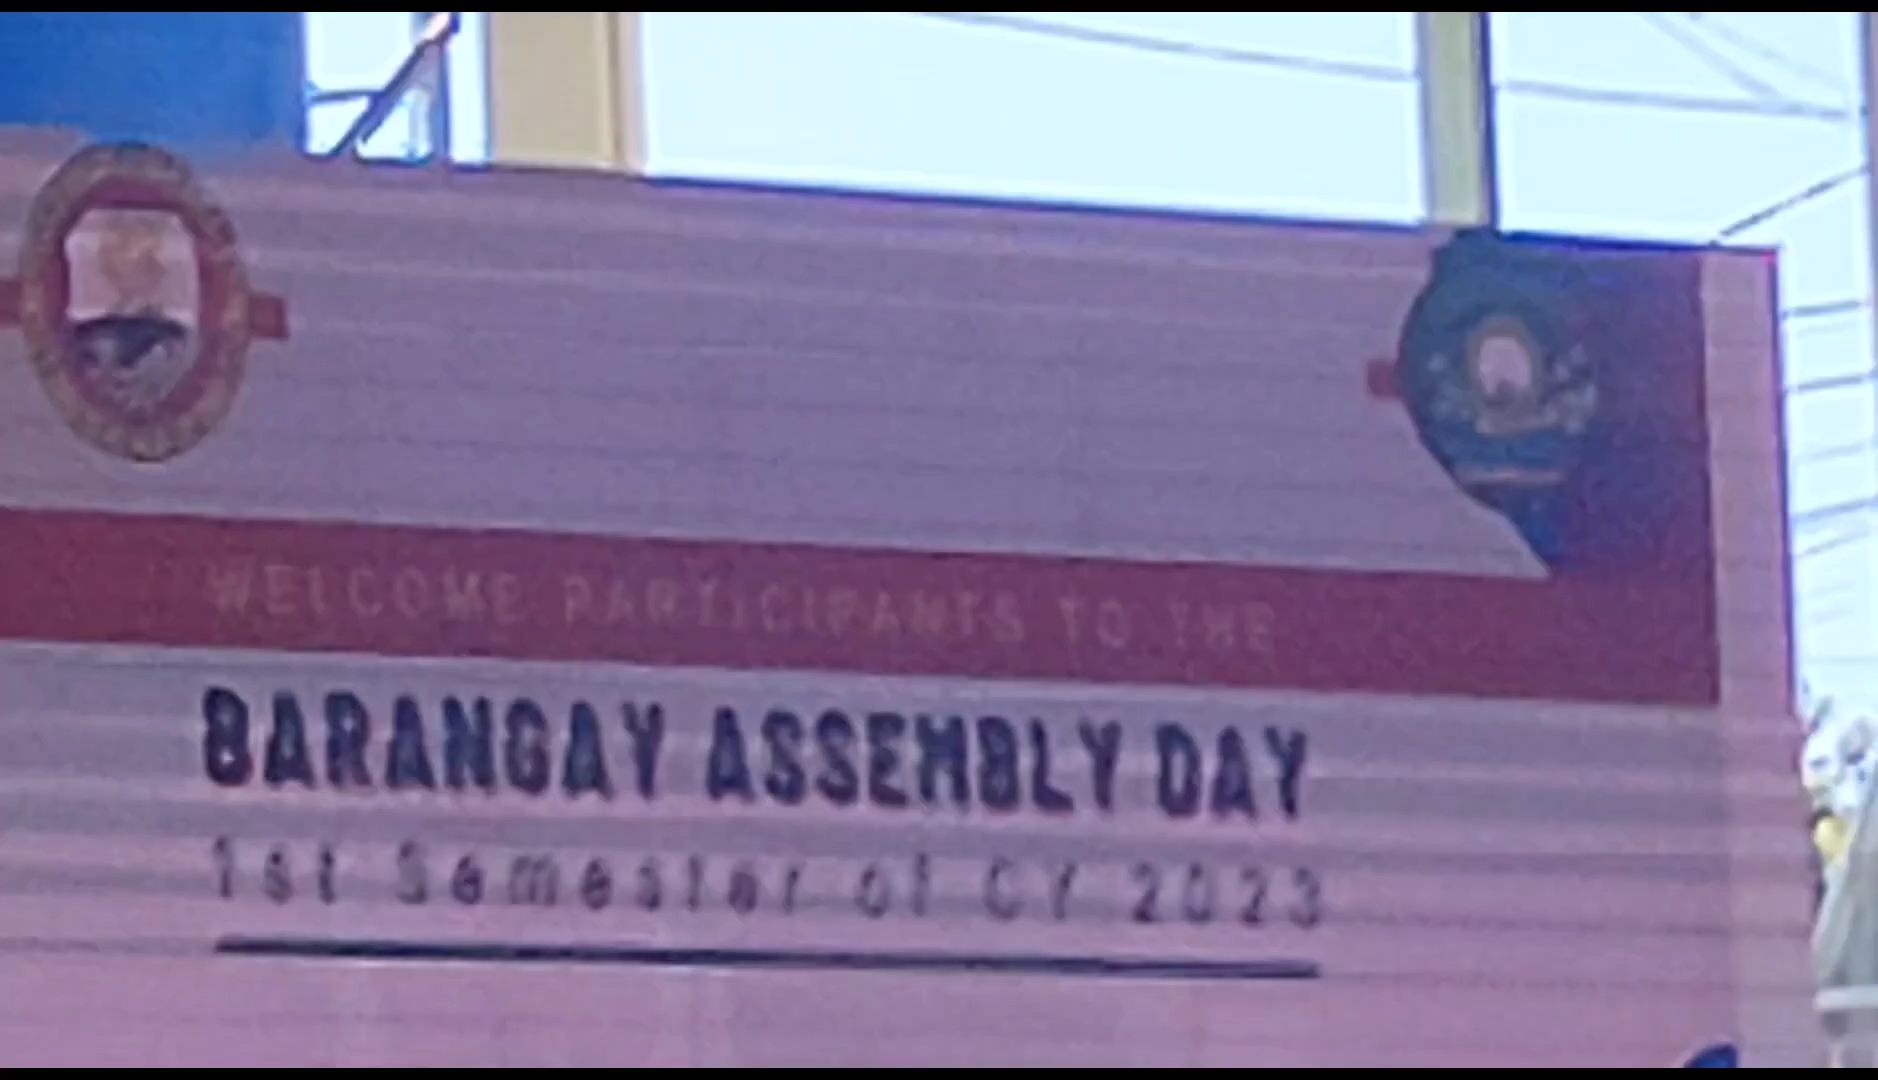 WELCOME PARTICIPANTS TO THE
BARANGAY ASSEMBLY DAY
1st Semester of CY 2023